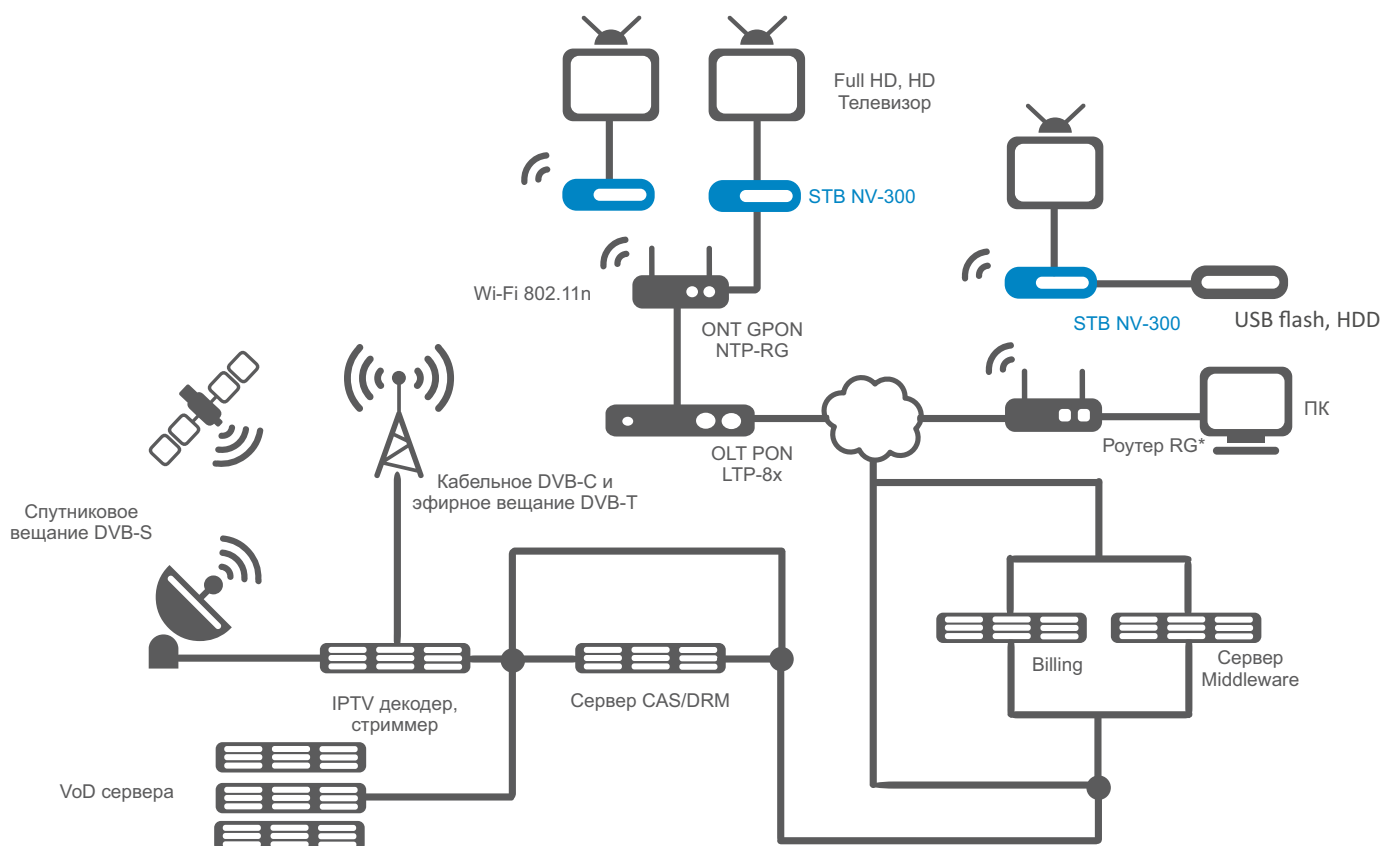 Full HD, HD
Телевизор
STB NV-300
Wi-Fi 802.11n
ONT GPON
NTP-RG
STB NV-300
USB flash, HDD
ПК
Роутер RG*
OLT PON
LTP-8x
Кабельное DVB-C и
эфирное вещание DVB-T
Спутниковое
вещание DVB-S
Billing
Сервер
Middleware
IPTV декодер,
стриммер
Сервер CAS/DRM
VoD сервера